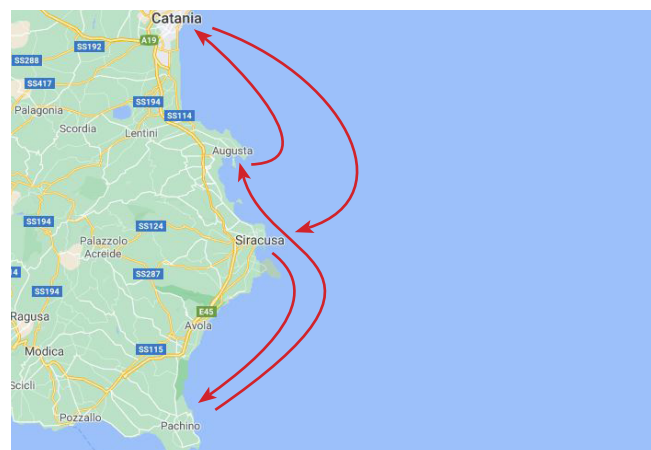 Catania
A19
SS192
SS288
SS417
SS194
Palagonia
SS114
Scordia
Lentini
Augusta
SS194
SS124
Siracusa
Palazzolo
Acreide
SS287
14
SS194
E45
Ragusa
Avola
SS115
Modica
Scicli
Pozzallo
Pachino